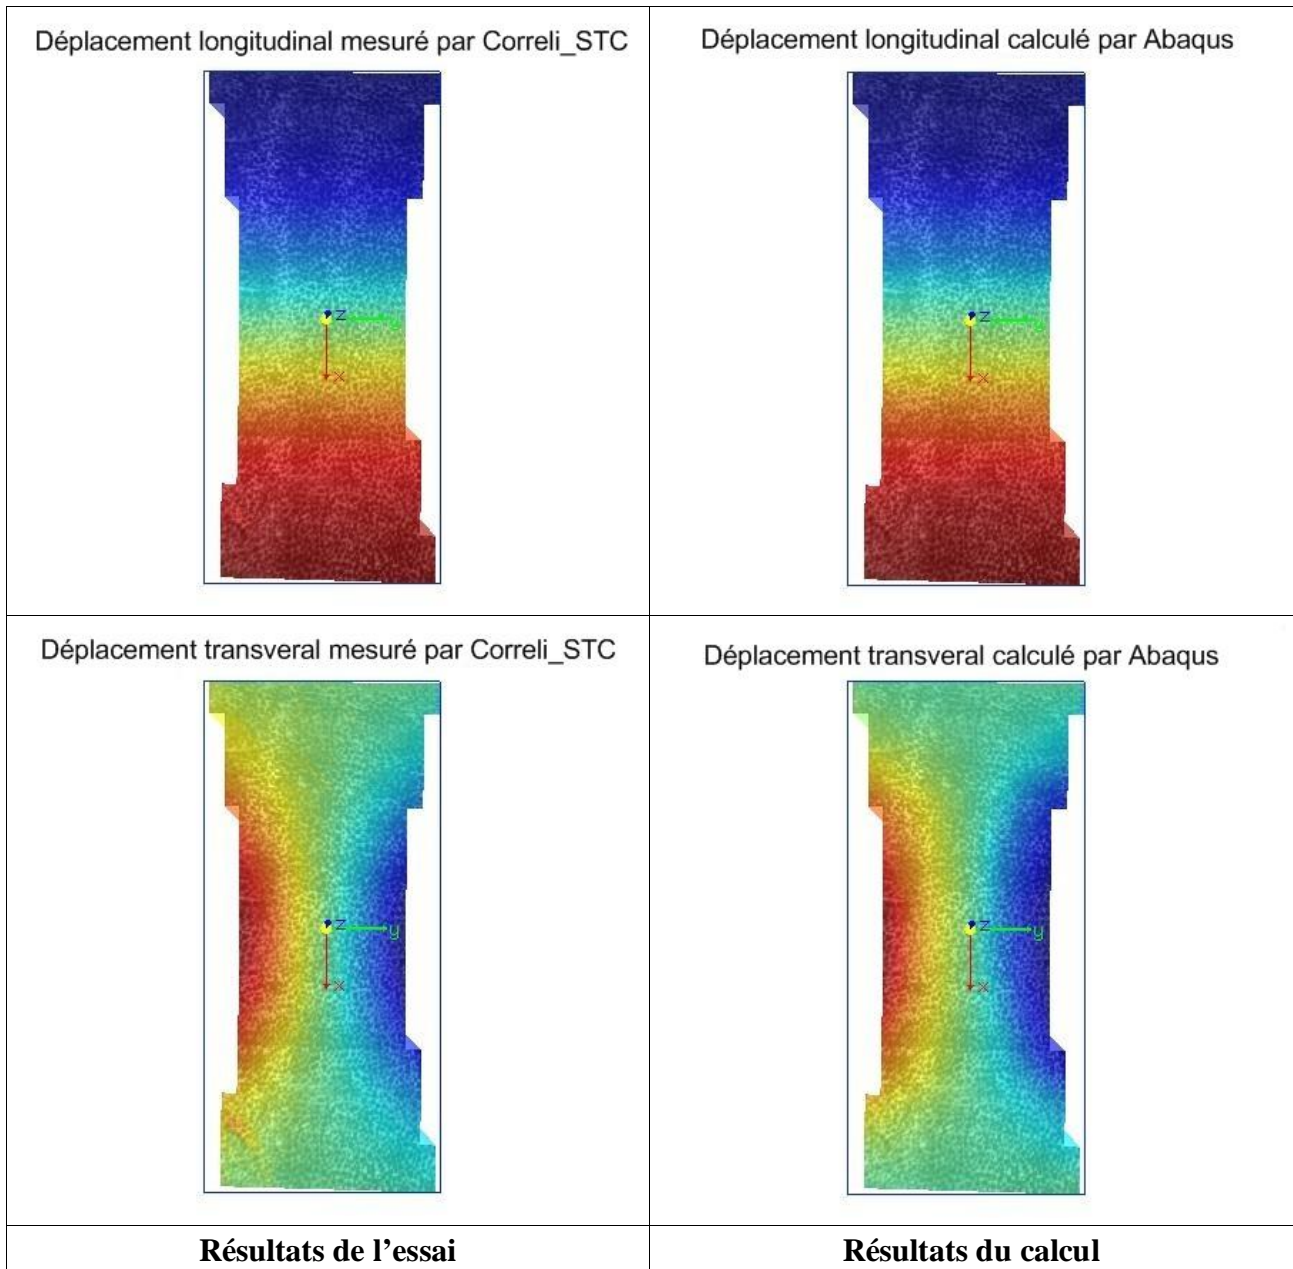 Déplacement longitudinal mesuré par Correli_STC
Déplacement longitudinal calculé par Abaqus
z
y
x
z
y
x
Déplacement transveral mesuré par Correli_STC
Déplacement transveral calculé par Abaqus
z
y
x
z
y
x
Résultats de l'essai
Résultats du calcul